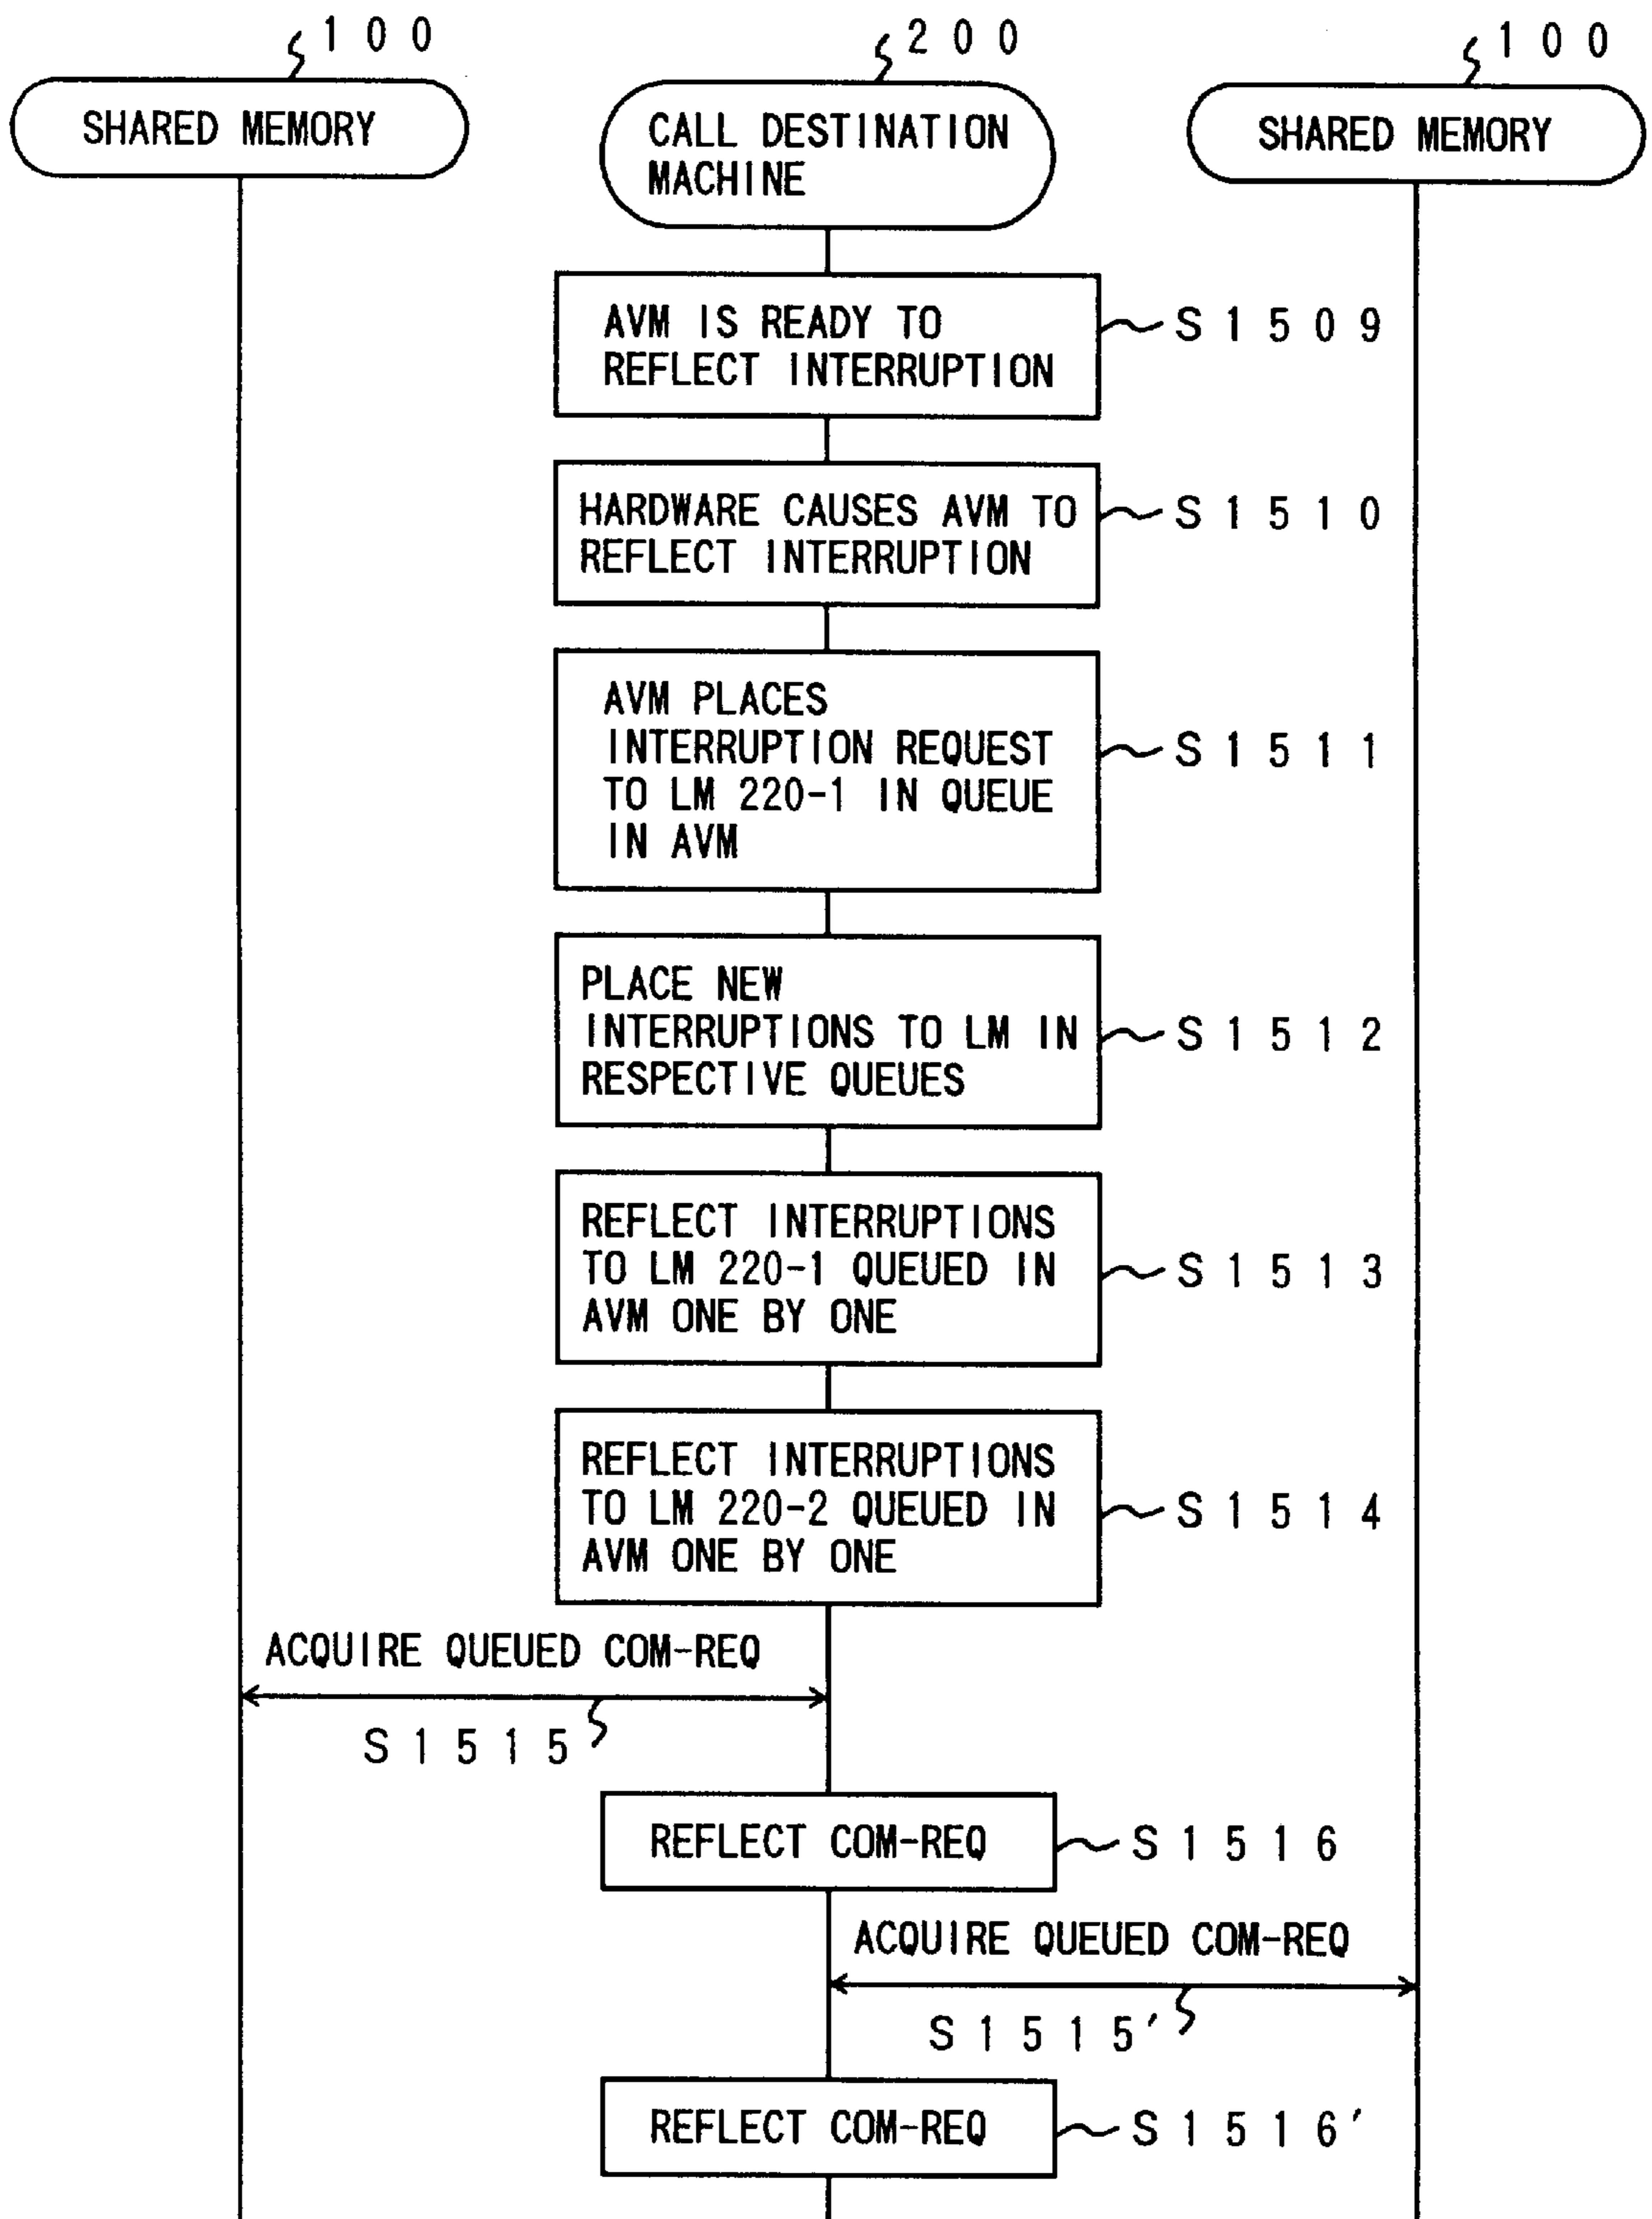 100
200
100
SHARED MEMORY
CALL DESTINATION
MACHINE
SHARED MEMORY
AVM IS READY TO
REFLECT INTERRUPTION
S1509
HARDWARE CAUSES AVM TO
REFLECT INTERRUPTION
S1510
AVM PLACES
INTERRUPTION REQUEST
TO LM 220-1 IN QUEUE
IN AVM
S1511
PLACE NEW
INTERRUPTIONS TO LM IN
RESPECTIVE QUEUES
S1512
REFLECT INTERRUPTIONS
TO LM 220-1 QUEUED IN
AVM ONE BY ONE
S1513
REFLECT INTERRUPTIONS
TO LM 220-2 QUEUED IN
AVM ONE BY ONE
S1514
ACQUIRE QUEUED COM-REQ
S1515
REFLECT COM-REQ
S1516
ACQUIRE QUEUED COM-REQ
S1515'
REFLECT COM-REQ
S1516'